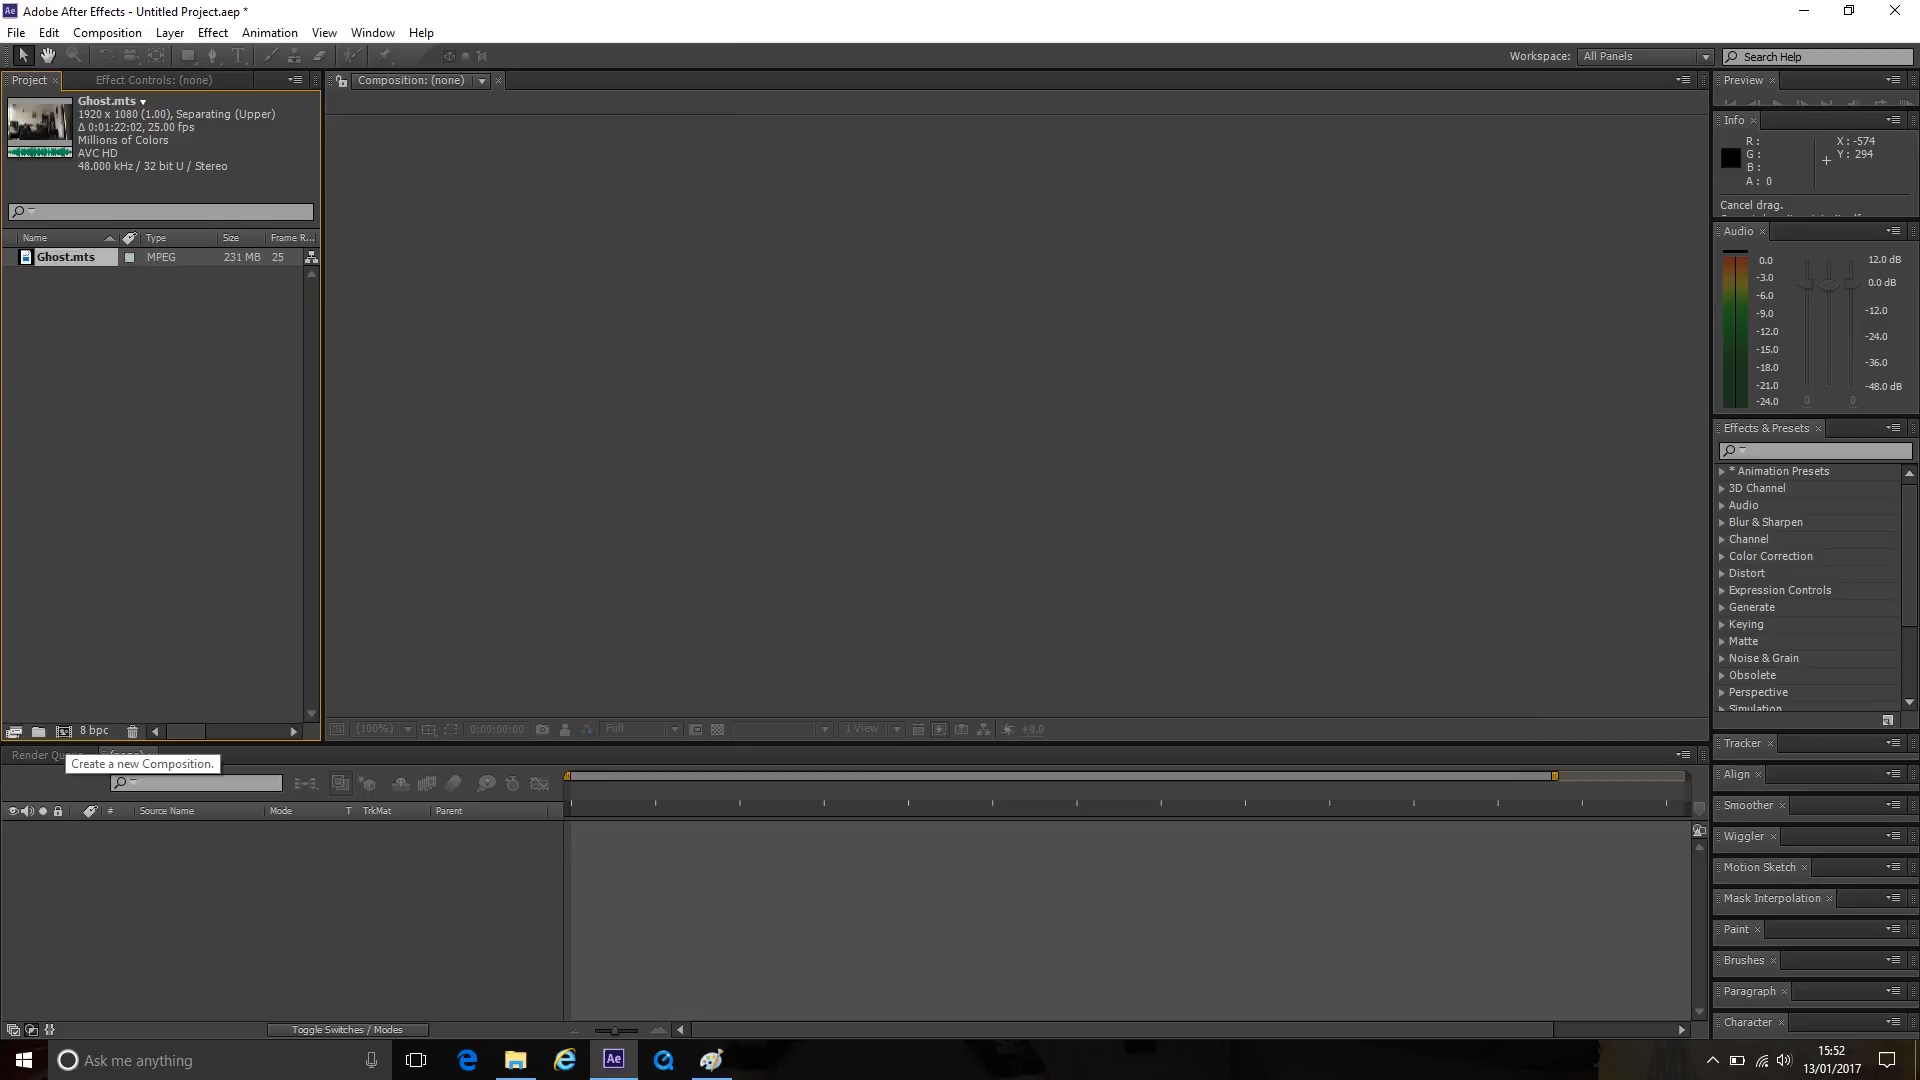 Adobe After Effects - Untitled Project.aep *
File Edit Composition Layer Effect Animation View Window Help
Workspace: All Panels Search Help
Project Effect Controls: (none) Composition: (none) Preview
Ghost.mts
1920 x 1080 (1.00), Separating (Upper)
Δ 0:01:22:02, 25.00 fps
Millions of Colors
AVC HD
48.000 kHz / 32 bit U / Stereo
Info
R :
G :
B :
A : 0
X : -574
Y : 294
Cancel drag.
Name Type Size Frame R...
Ghost.mts MPEG 231 MB 25
Audio
0.0
-3.0
-6.0
-9.0
-12.0
-15.0
-18.0
-21.0
-24.0
12.0 dB
0.0 dB
-12.0
-24.0
-36.0
-48.0 dB
0 0
Effects & Presets
* Animation Presets
3D Channel
Audio
Blur & Sharpen
Channel
Color Correction
Distort
Expression Controls
Generate
Keying
Matte
Noise & Grain
Obsolete
Perspective
Simulation
8 bpc
(100%) 0:00:00:00 Full 1 View +0.0
Render Qu (none)
Create a new Composition.
# Source Name Mode T TrkMat Parent
Toggle Switches / Modes
Tracker
Align
Smoother
Wiggler
Motion Sketch
Mask Interpolation
Paint
Brushes
Paragraph
Character
Ask me anything
Ae
15:52
13/01/2017